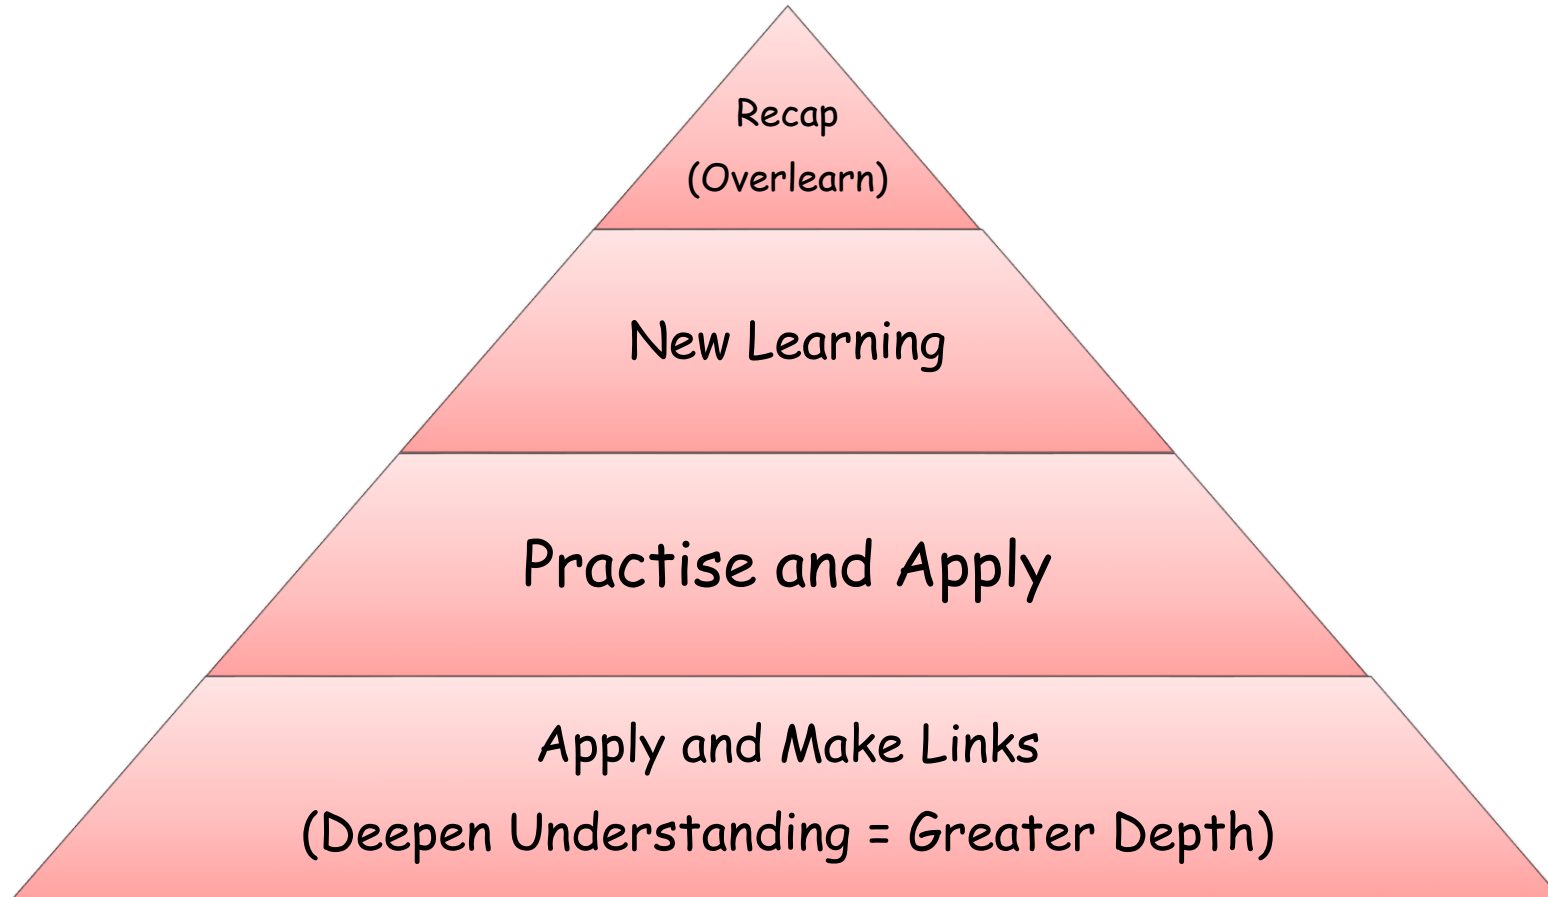 Recap
(Overlearn)
New Learning
Practise and Apply
Apply and Make Links
(Deepen Understanding = Greater Depth)